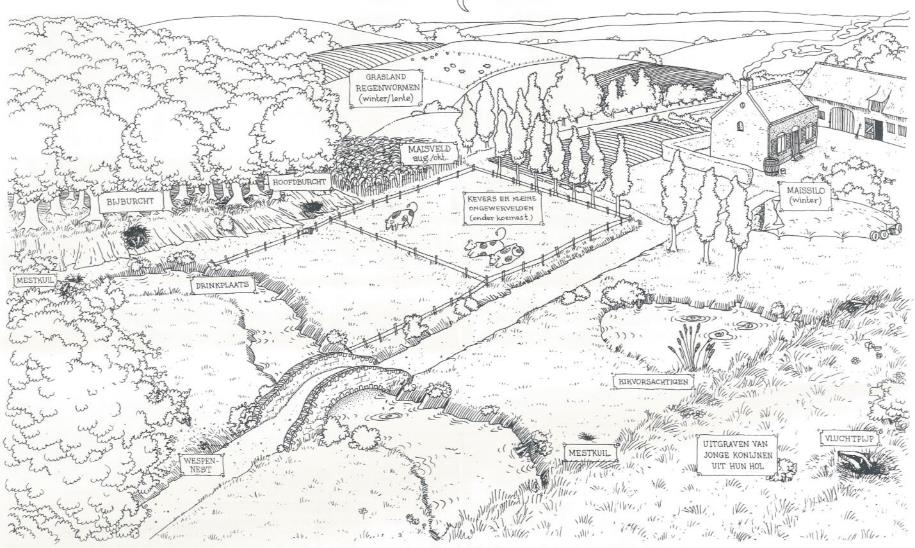 GRASLAND
REGENWORMEN
(winter/lente)
MAISVELD
aug./okt.
HOOFDBURCHT
BIJBURCHT
KEVERS EN KLEINE
ONGEWERVELDEN
(onder koemest)
MAISSILO
(winter)
MESTKUIL
DRINKPLAATS
KIKVORSACHTIGEN
WESPEN-
NEST
MESTKUIL
UITGRAVEN VAN
JONGE KONIJNEN
UIT HUN HOL
VLUCHTPIJP